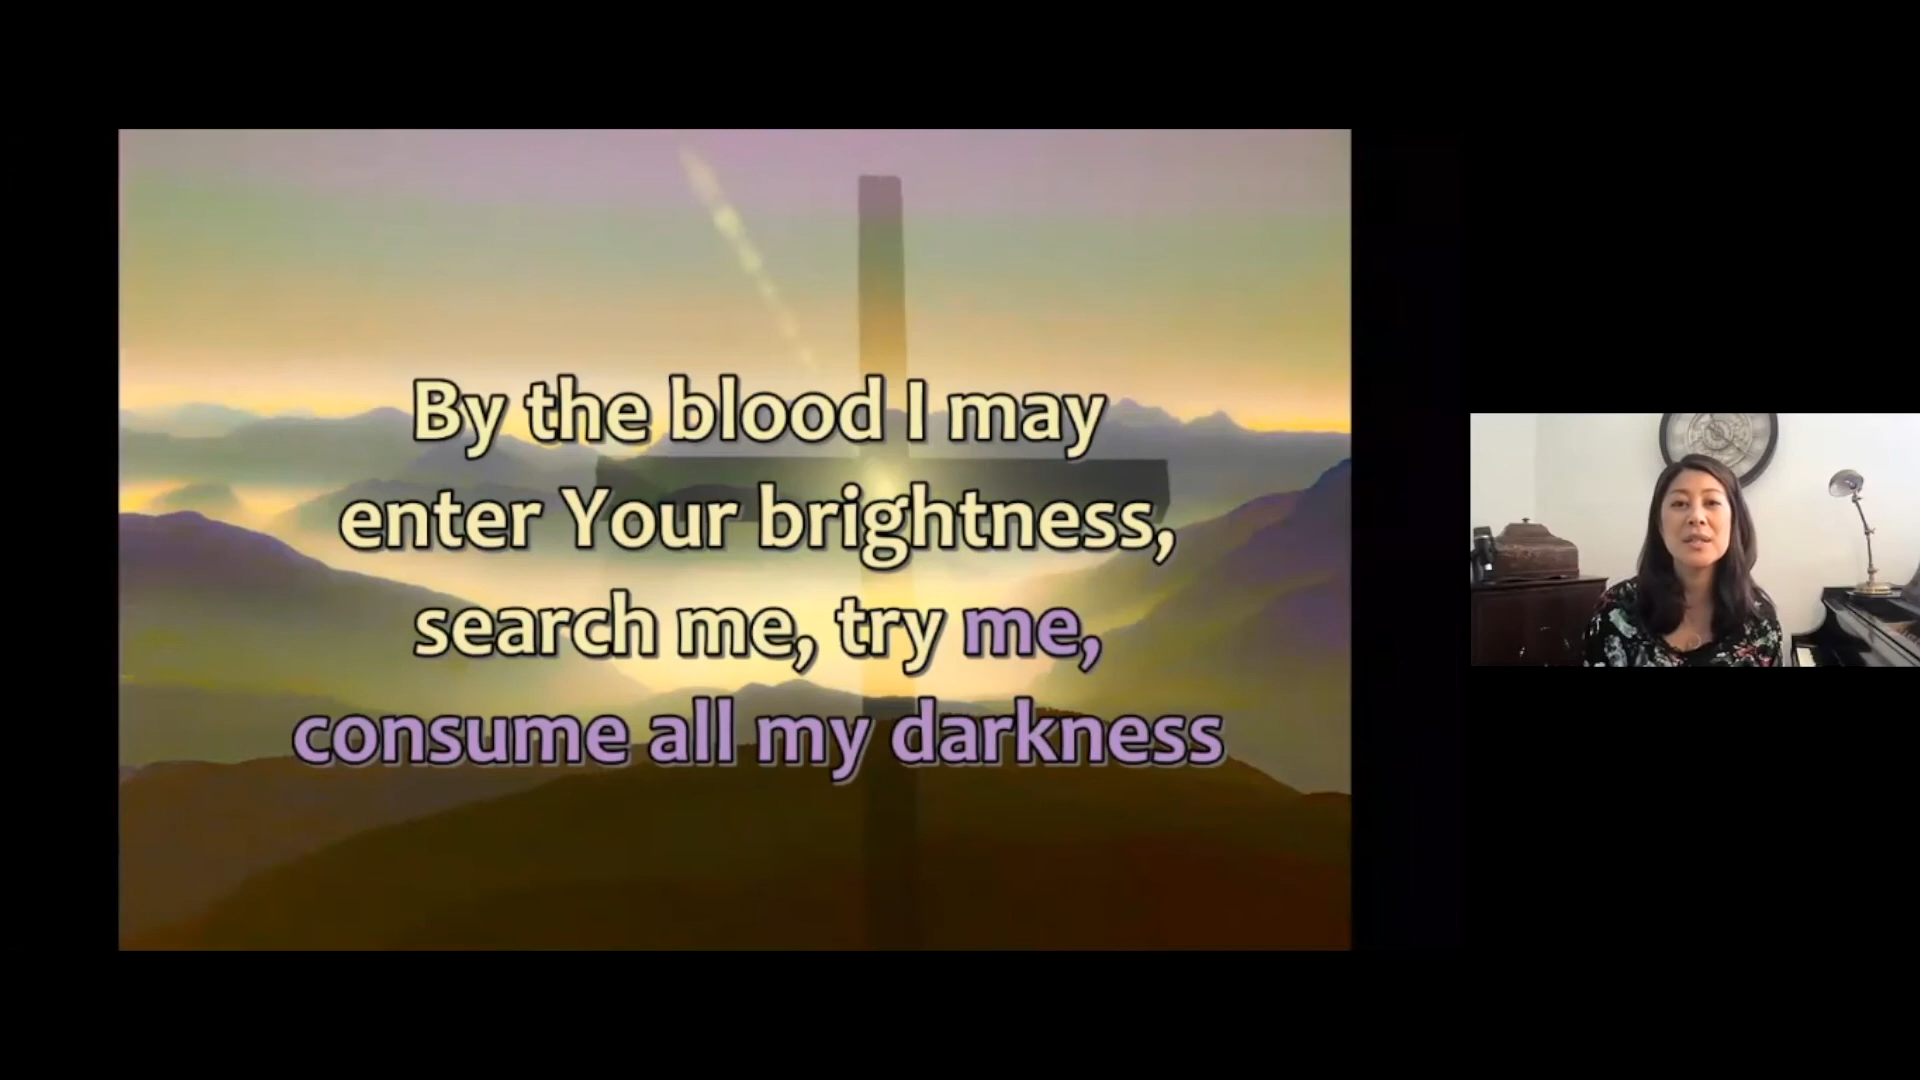 By the blood I may
enter Your brightness,
search me, try me,
consume all my darkness